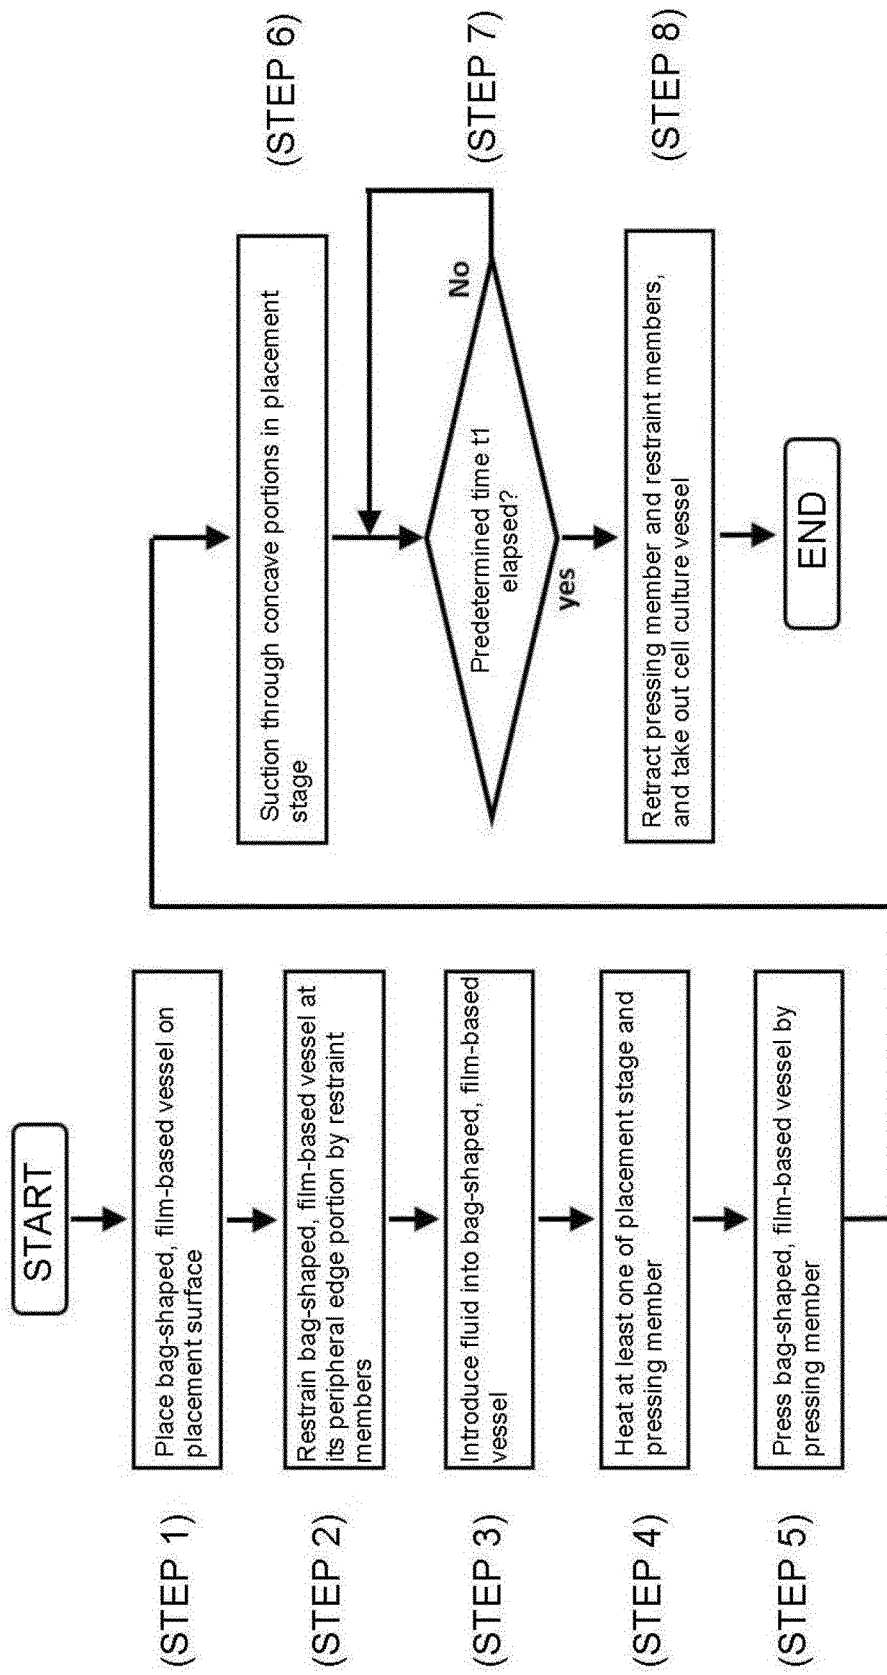 START
(STEP 1)
Place bag-shaped, film-based vessel on
placement surface
(STEP 2)
Restrain bag-shaped, film-based vessel at
its peripheral edge portion by restraint
members
(STEP 3)
Introduce fluid into bag-shaped, film-based
vessel
(STEP 4)
Heat at least one of placement stage and
pressing member
(STEP 5)
Press bag-shaped, film-based vessel by
pressing member
Suction through concave portions in placement
stage
(STEP 6)
Predetermined time t1
elapsed?
No
yes
(STEP 7)
Retract pressing member and restraint members,
and take out cell culture vessel
(STEP 8)
END